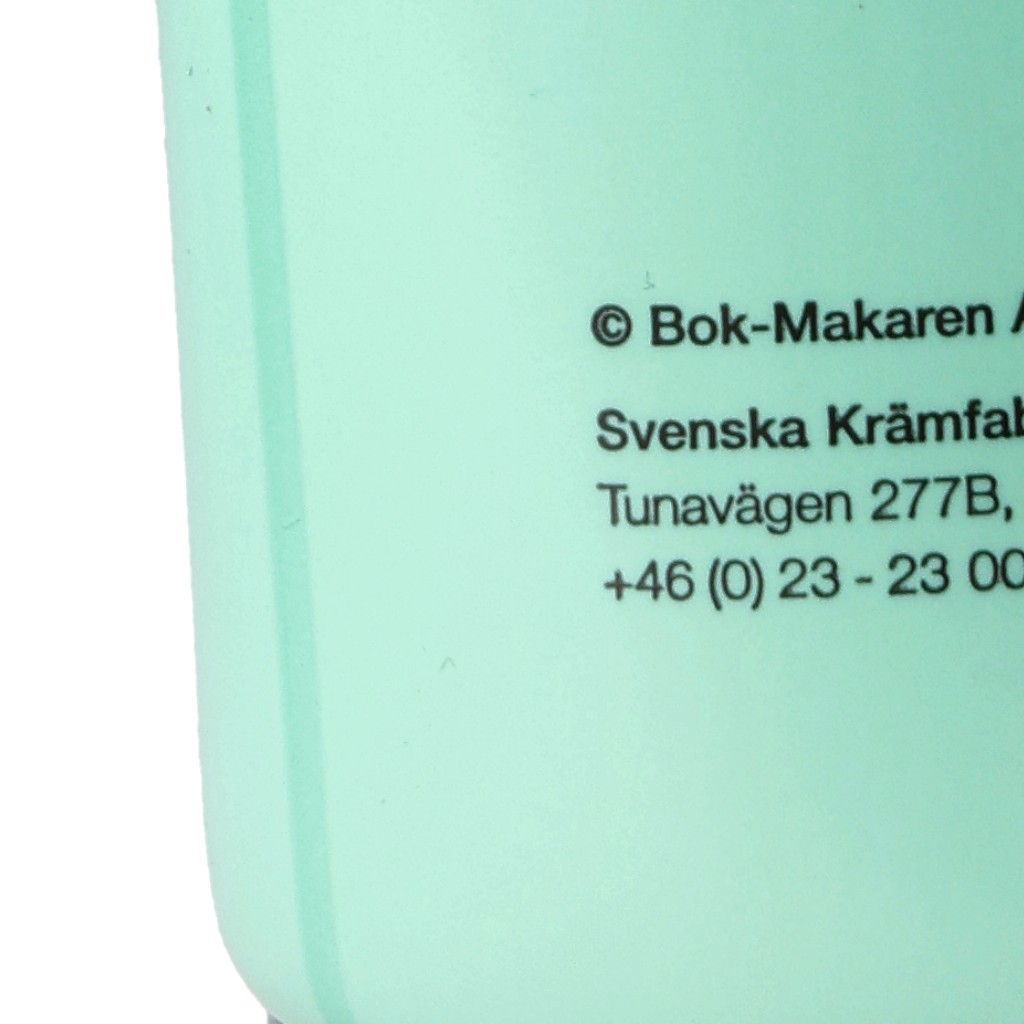 © Bok-Makaren
Svenska Krämfab
Tunavägen 277B,
+46 (0) 23 - 23 00